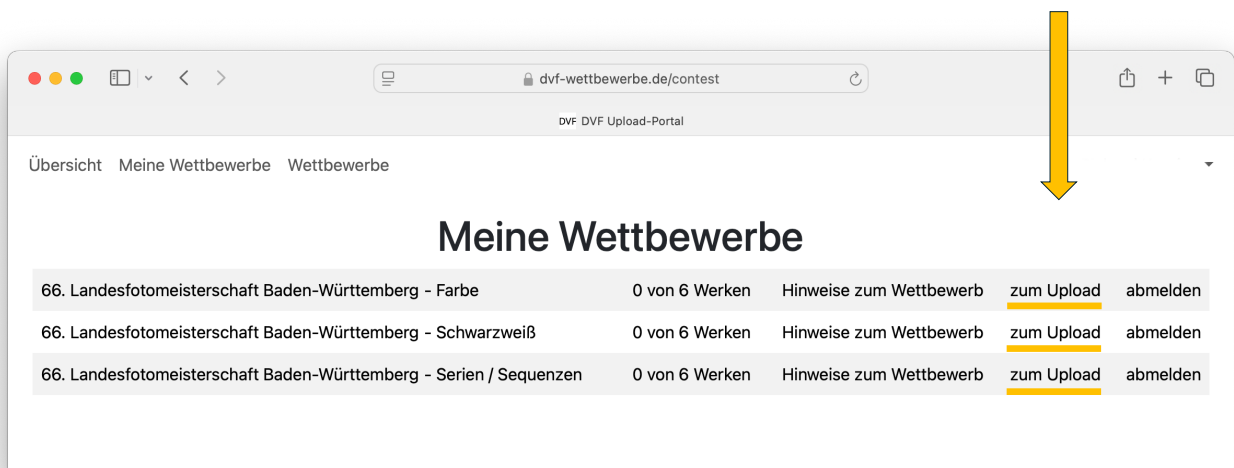 dvf-wettbewerbe.de/contest
DVF DVF Upload-Portal
Übersicht Meine Wettbewerbe Wettbewerbe
Meine Wettbewerbe
66. Landesfotomeisterschaft Baden-Württemberg - Farbe 0 von 6 Werken Hinweise zum Wettbewerb zum Upload abmelden
66. Landesfotomeisterschaft Baden-Württemberg - Schwarzweiß 0 von 6 Werken Hinweise zum Wettbewerb zum Upload abmelden
66. Landesfotomeisterschaft Baden-Württemberg - Serien / Sequenzen 0 von 6 Werken Hinweise zum Wettbewerb zum Upload abmelden